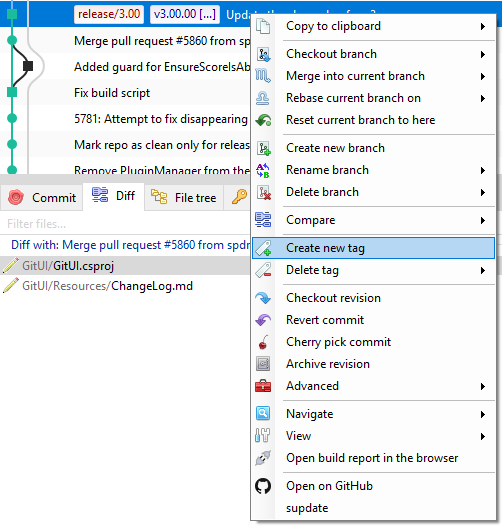 release/3.00 v3.00.00 [...]
Merge pull request #5860 from sp
Added guard for EnsureScoreIsAb
Fix build script
5781: Attempt to fix disappearing
Mark repo as clean only for releas
Remove PluginManager from the
Commit Diff File tree
Filter files...
Diff with: Merge pull request #5860 from spdr
GitUI/GitUI.csproj
GitUI/Resources/ChangeLog.md
Copy to clipboard
Checkout branch
Merge into current branch
Rebase current branch on
Reset current branch to here
Create new branch
Rename branch
Delete branch
Compare
Create new tag
Delete tag
Checkout revision
Revert commit
Cherry pick commit
Archive revision
Advanced
Navigate
View
Open build report in the browser
Open on GitHub
supdate